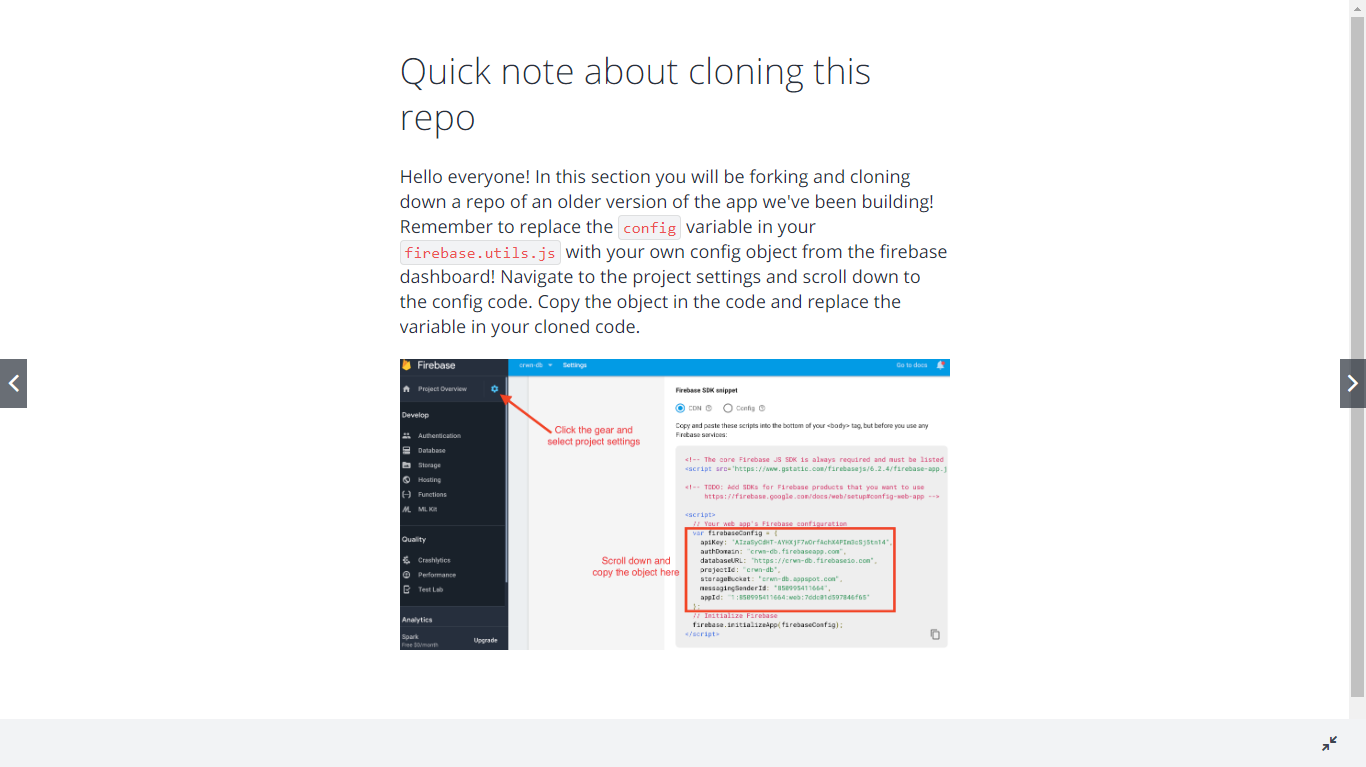 Quick note about cloning this
repo
Hello everyone! In this section you will be forking and cloning
down a repo of an older version of the app we've been building!
Remember to replace the config variable in your
firebase.utils.js with your own config object from the firebase
dashboard! Navigate to the project settings and scroll down to
the config code. Copy the object in the code and replace the
variable in your cloned code.
Firebase
crwn-db Settings Go to docs
Project Overview
Develop
Authentication
Database
Storage
Hosting
Functions
ML Kit
Quality
Crashlytics
Performance
Test Lab
Analytics
Spark
Free $0/month
Upgrade
Click the gear and
select project settings
Scroll down and
copy the object here
Firebase SDK snippet
CDN Config
Copy and paste these scripts into the bottom of your <body> tag, but before you use any
Firebase services:
<!-- The core Firebase JS SDK is always required and must be listed
<script src="https://www.gstatic.com/firebasejs/6.2.4/firebase-app.j
<!-- TODO: Add SDKs for Firebase products that you want to use
https://firebase.google.com/docs/web/setup#config-web-app -->
<script>
// Your web app's Firebase configuration
var firebaseConfig = {
apiKey:
authDomain: "crwn-db.firebaseapp.com",
databaseURL: "https://crwn-db.firebaseio.com",
projectId: "crwn-db",
storageBucket: "crwn-db.appspot.com",
messagingSenderId: "850995411664",
appId:
};
// Initialize Firebase
firebase.initializeApp(firebaseConfig);
</script>